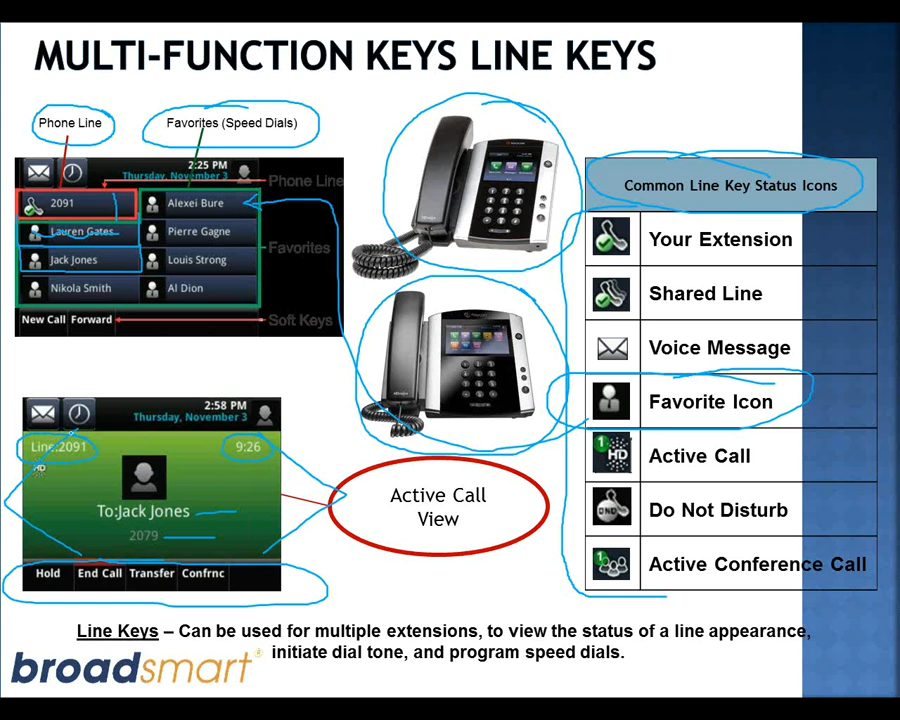 MULTI-FUNCTION KEYS LINE KEYS
Phone Line
Favorites (Speed Dials)
2:25 PM
Thursday, November 3
Phone Line
2091
Alexei Bure
Lauren Gates
Pierre Gagne
Favorites
Jack Jones
Louis Strong
Nikola Smith
Al Dion
New Call Forward
Soft Keys
2:58 PM
Thursday, November 3
Line:2091
9:26
HD
To:Jack Jones
2079
Hold End Call Transfer Confrnc
Active Call
View
Common Line Key Status Icons
Your Extension
Shared Line
Voice Message
Favorite Icon
1
HD
Active Call
DND
Do Not Disturb
1
Active Conference Call
Line Keys – Can be used for multiple extensions, to view the status of a line appearance,
initiate dial tone, and program speed dials.
broadsmart®